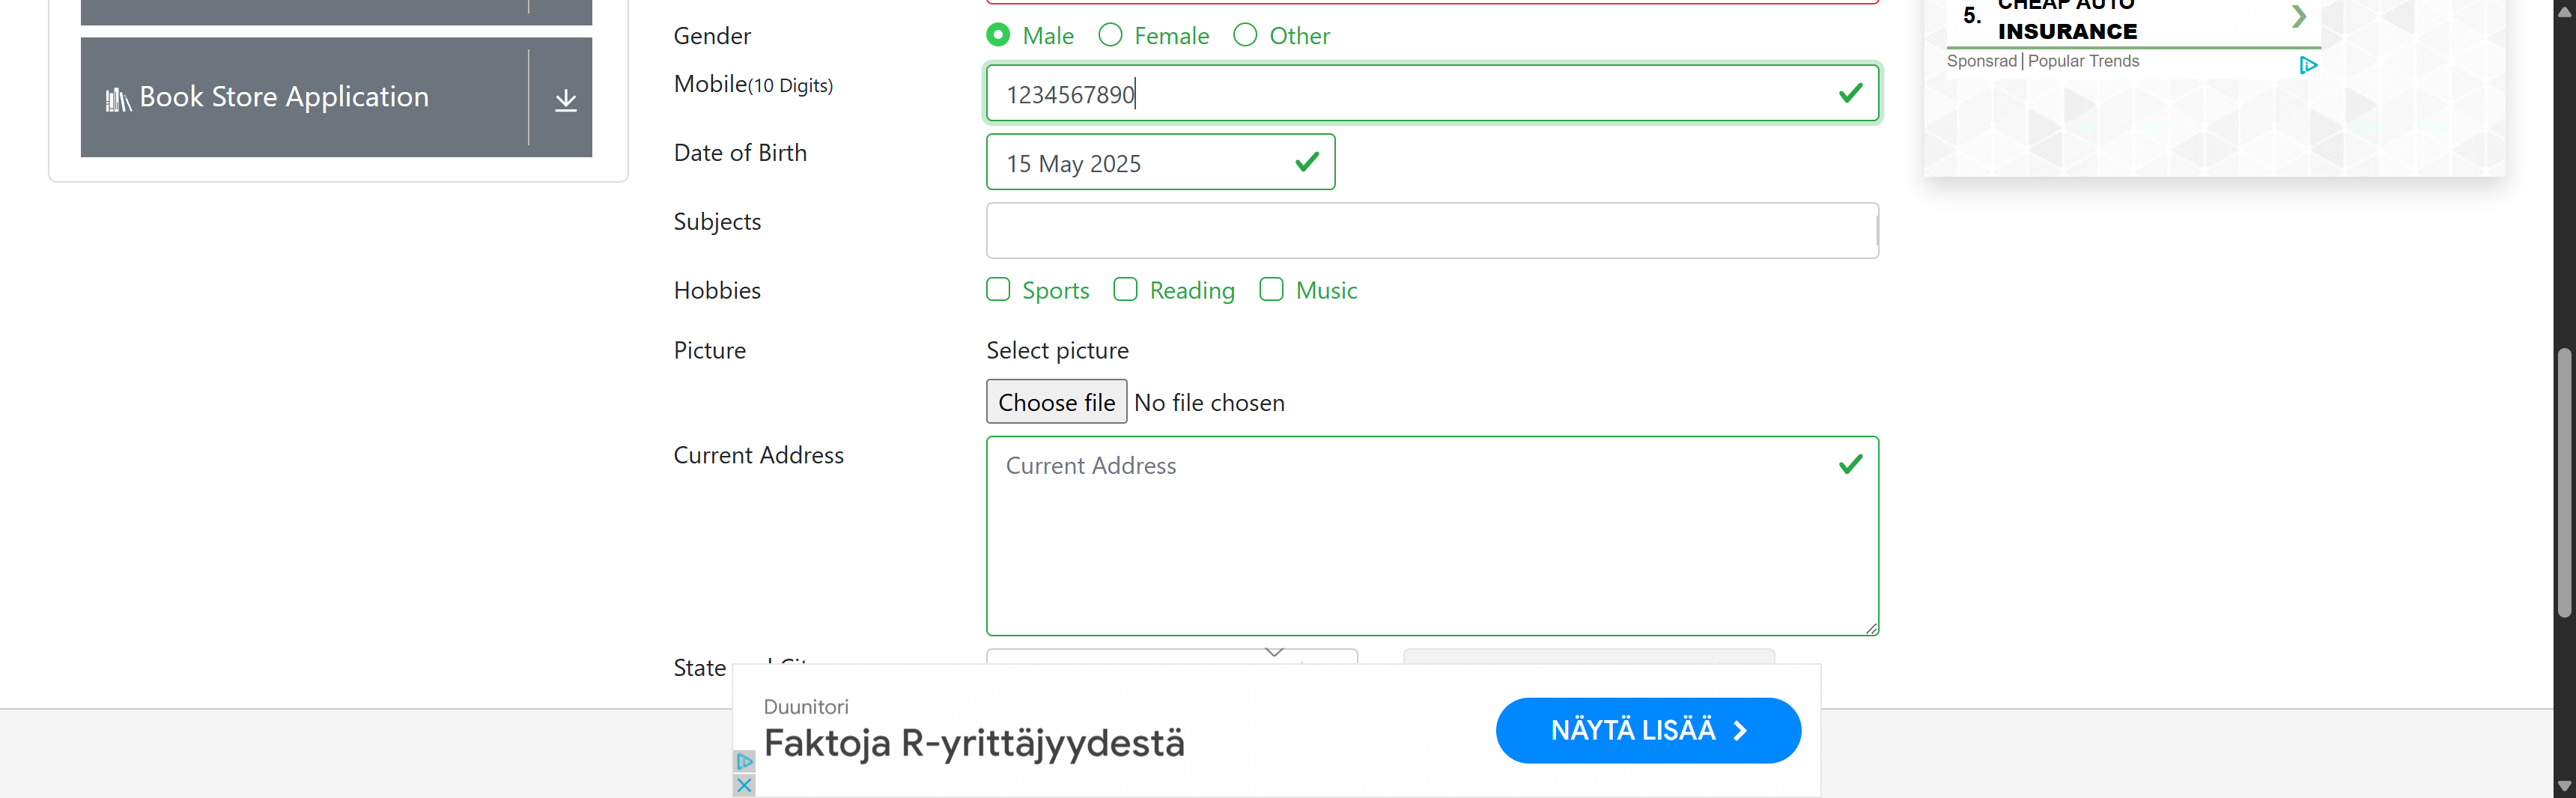 Book Store Application
Gender
Male
Female
Other
Mobile(10 Digits)
1234567890
Date of Birth
15 May 2025
Subjects
Hobbies
Sports
Reading
Music
Picture
Select picture
Choose file No file chosen
Current Address
Current Address
State
5. CHEAP AUTO
INSURANCE
Sponsrad | Popular Trends
Duunitori
Faktoja R-yrittäjyydestä
NÄYTÄ LISÄÄ